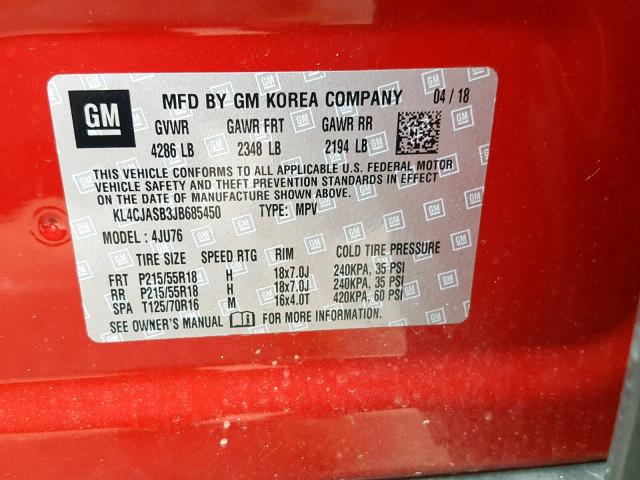 GM
MFD BY GM KOREA COMPANY 04 / 18
GVWR GAWR FRT GAWR RR
4286 LB 2348 LB 2194 LB
THIS VEHICLE CONFORMS TO ALL APPLICABLE U.S. FEDERAL MOTOR
VEHICLE SAFETY AND THEFT PREVENTION STANDARDS IN EFFECT
ON THE DATE OF MANUFACTURE SHOWN ABOVE.
KL4CJASB3JB685450 TYPE: MPV
MODEL : 4JU76
TIRE SIZE SPEED RTG RIM COLD TIRE PRESSURE
FRT P215/55R18 H 18x7.0J 240KPA, 35 PSI
RR P215/55R18 H 18x7.0J 240KPA, 35 PSI
SPA T125/70R16 M 16x4.0T 420KPA, 60 PSI
SEE OWNER'S MANUAL FOR MORE INFORMATION.